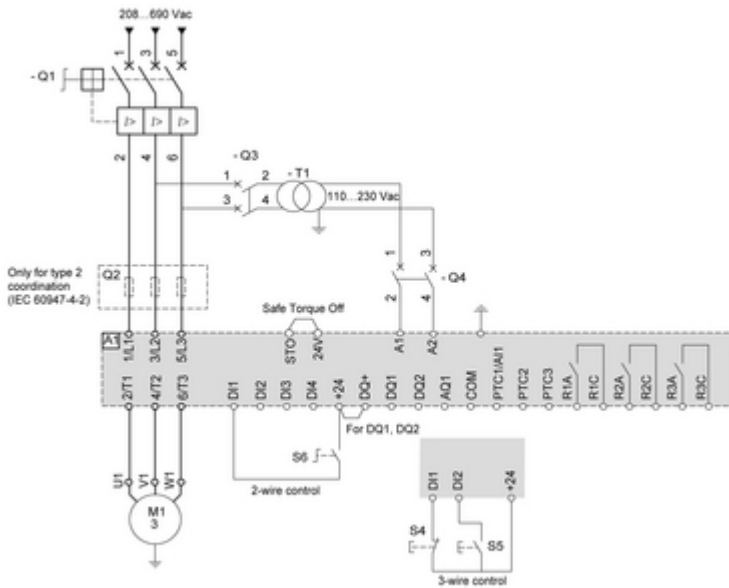 208...690 Vac
1
3
5
- Q1
I>
I>
I>
2
4
6
- Q3
1
2
3
4
- T1
110...230 Vac
1
3
- Q4
2
4
Only for type 2
coordination
(IEC 60947-4-2)
Q2
Safe Torque Off
A1
1/L1
3/L2
5/L3
STO
24V
A1
A2
2/T1
4/T2
6/T3
DI1
DI2
DI3
DI4
+24
DQ+
DQ1
DQ2
AQ1
COM
PTC1/AI1
PTC2
PTC3
R1A
R1C
R2A
R2C
R3A
R3C
For DQ1, DQ2
S6
2-wire control
U1
V1
W1
M1
3
DI1
DI2
+24
S4
S5
3-wire control